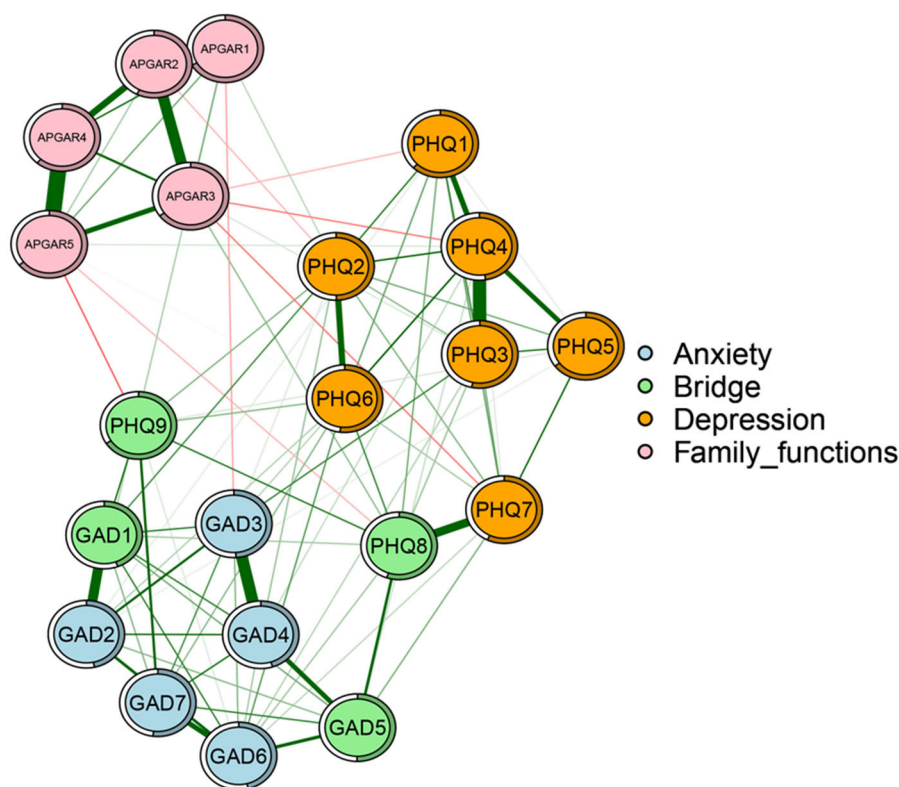 APGAR1
APGAR2
APGAR4
PHQ1
APGAR3
APGAR5
PHQ4
PHQ2
PHQ3
PHQ5
PHQ6
Anxiety
Bridge
Depression
Family_functions
PHQ9
PHQ7
GAD3
GAD1
PHQ8
GAD2
GAD4
GAD7
GAD5
GAD6